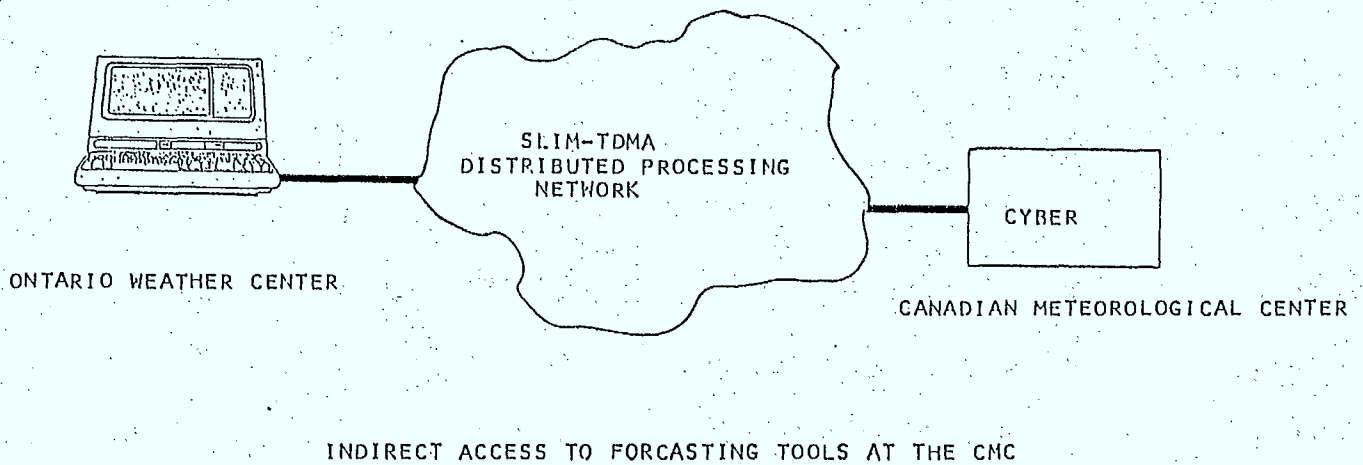 SLIM-TDMA
DISTRIBUTED PROCESSING
NETWORK
CYBER
ONTARIO WEATHER CENTER
CANADIAN METEOROLOGICAL CENTER
INDIRECT ACCESS TO FORCASTING TOOLS AT THE CMC